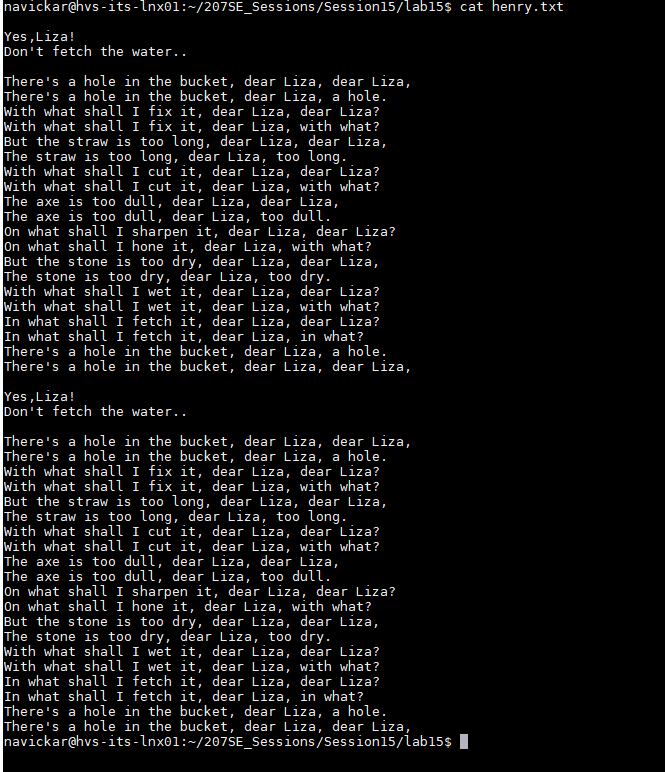 navickar@hvs-its-lnx01:~/207SE_Sessions/Session15/lab15$ cat henry.txt
Yes,Liza!
Don't fetch the water..
There's a hole in the bucket, dear Liza, dear Liza,
There's a hole in the bucket, dear Liza, a hole.
With what shall I fix it, dear Liza, dear Liza?
With what shall I fix it, dear Liza, with what?
But the straw is too long, dear Liza, dear Liza,
The straw is too long, dear Liza, too long.
With what shall I cut it, dear Liza, dear Liza?
With what shall I cut it, dear Liza, with what?
The axe is too dull, dear Liza, dear Liza,
The axe is too dull, dear Liza, too dull.
On what shall I sharpen it, dear Liza, dear Liza?
On what shall I hone it, dear Liza, with what?
But the stone is too dry, dear Liza, dear Liza,
The stone is too dry, dear Liza, too dry.
With what shall I wet it, dear Liza, dear Liza?
With what shall I wet it, dear Liza, with what?
In what shall I fetch it, dear Liza, dear Liza?
In what shall I fetch it, dear Liza, in what?
There's a hole in the bucket, dear Liza, a hole.
There's a hole in the bucket, dear Liza, dear Liza,
Yes,Liza!
Don't fetch the water..
There's a hole in the bucket, dear Liza, dear Liza,
There's a hole in the bucket, dear Liza, a hole.
With what shall I fix it, dear Liza, dear Liza?
With what shall I fix it, dear Liza, with what?
But the straw is too long, dear Liza, dear Liza,
The straw is too long, dear Liza, too long.
With what shall I cut it, dear Liza, dear Liza?
With what shall I cut it, dear Liza, with what?
The axe is too dull, dear Liza, dear Liza,
The axe is too dull, dear Liza, too dull.
On what shall I sharpen it, dear Liza, dear Liza?
On what shall I hone it, dear Liza, with what?
But the stone is too dry, dear Liza, dear Liza,
The stone is too dry, dear Liza, too dry.
With what shall I wet it, dear Liza, dear Liza?
With what shall I wet it, dear Liza, with what?
In what shall I fetch it, dear Liza, dear Liza?
In what shall I fetch it, dear Liza, in what?
There's a hole in the bucket, dear Liza, a hole.
There's a hole in the bucket, dear Liza, dear Liza,
navickar@hvs-its-lnx01:~/207SE_Sessions/Session15/lab15$